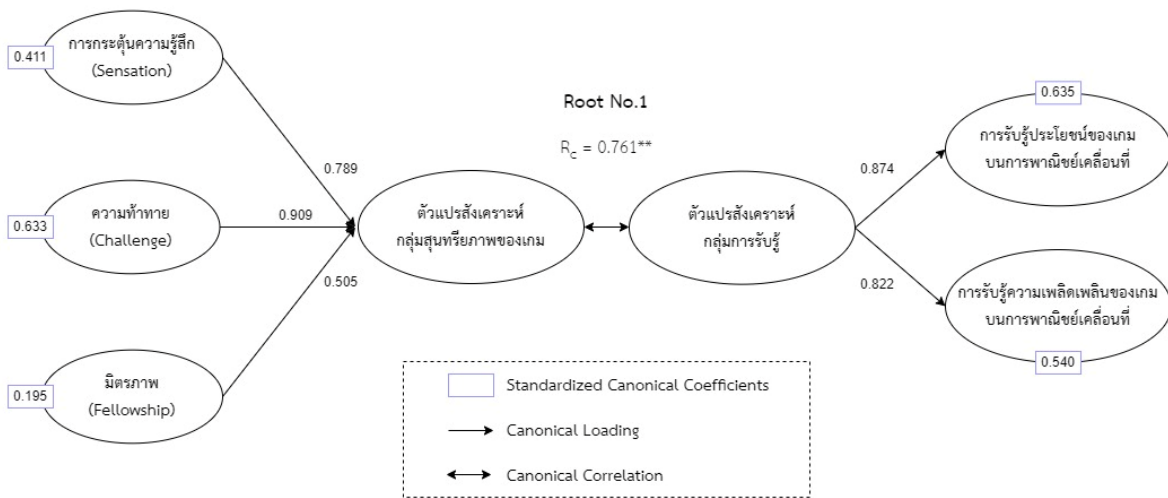 0.411
การกระตุ้นความรู้สึก
(Sensation)
0.789
0.633
ความท้าทาย
(Challenge)
0.909
0.195
มิตรภาพ
(Fellowship)
0.505
ตัวแปรสังเคราะห์
กลุ่มสุนทรียภาพของเกม
Root No.1
Rc = 0.761**
ตัวแปรสังเคราะห์
กลุ่มการรับรู้
0.874
0.635
การรับรู้ประโยชน์ของเกม
บนการพาณิชย์เคลื่อนที่
0.822
การรับรู้ความเพลิดเพลินของเกม
บนการพาณิชย์เคลื่อนที่
0.540
Standardized Canonical Coefficients
Canonical Loading
Canonical Correlation